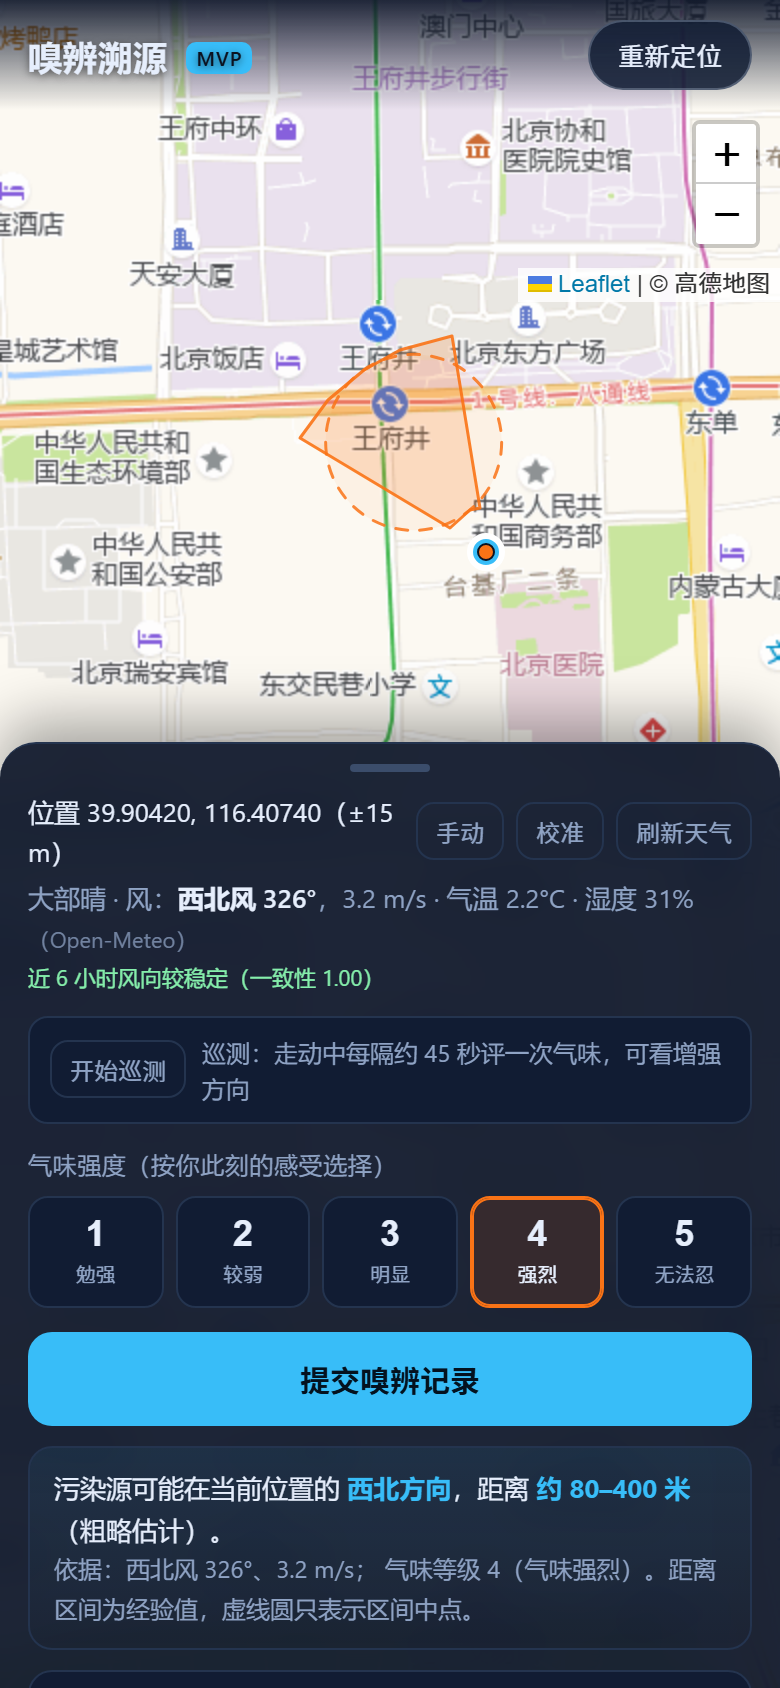 烤鸭店
澳门中心
国旅大厦
嗅辨溯源 MVP
重新定位
王府井步行街
王府中环
北京协和
医院院史馆
+
−
庭酒店
天安大厦
Leaflet | © 高德地图
皇城艺术馆
北京饭店
王府井
北京东方广场
1号线、八通线
王府井
东单
中华人民共和
国生态环境部
中华人民共
和国商务部
中华人民共
和国公安部
台基厂二条
内蒙古大厦
北京瑞安宾馆
东交民巷小学
文
北京医院
文
位置 39.90420, 116.40740（±15
m）
手动
校准
刷新天气
大部晴 · 风：西北风 326°，3.2 m/s · 气温 2.2°C · 湿度 31%
（Open-Meteo）
近 6 小时风向较稳定（一致性 1.00）
开始巡测
巡测：走动中每隔约 45 秒评一次气味，可看增强
方向
气味强度（按你此刻的感受选择）
1
勉强
2
较弱
3
明显
4
强烈
5
无法忍
提交嗅辨记录
污染源可能在当前位置的 西北方向，距离 约 80–400 米
（粗略估计）。
依据：西北风 326°、3.2 m/s； 气味等级 4（气味强烈）。距离
区间为经验值，虚线圆只表示区间中点。